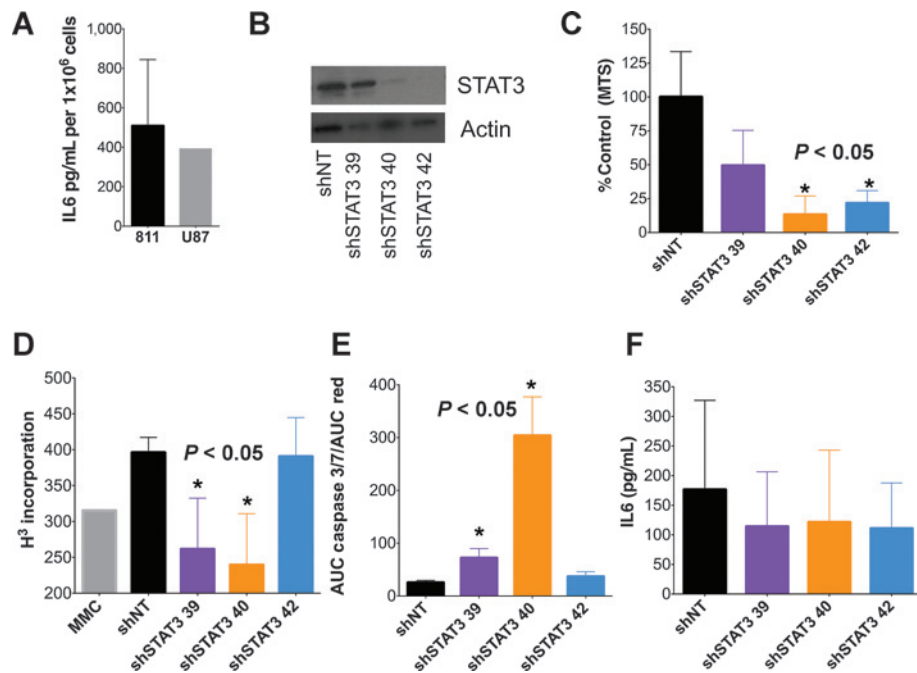 A
IL6 pg/mL per 1x10⁶ cells
1,000
800
600
400
200
0
811 U87
B
STAT3
Actin
shNT
shSTAT3 39
shSTAT3 40
shSTAT3 42
C
%Control (MTS)
150
125
100
75
50
25
0
P < 0.05
* *
shNT
shSTAT3 39
shSTAT3 40
shSTAT3 42
D
H³ incorporation
450
400
350
300
250
200
P < 0.05
* *
MMC
shNT
shSTAT3 39
shSTAT3 40
shSTAT3 42
E
AUC caspase 3/7/AUC red
400
300
200
100
0
P < 0.05
* *
shNT
shSTAT3 39
shSTAT3 40
shSTAT3 42
F
IL6 (pg/mL)
350
300
250
200
150
100
50
0
shNT
shSTAT3 39
shSTAT3 40
shSTAT3 42